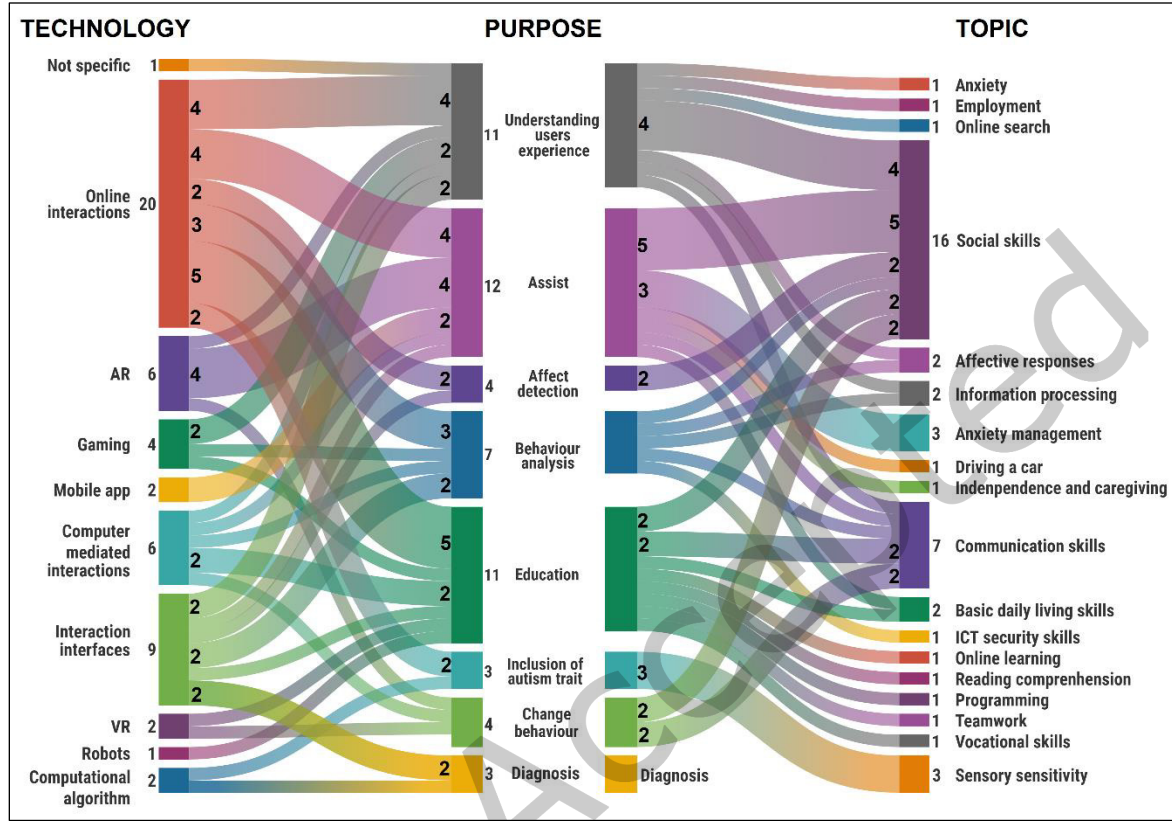 TECHNOLOGY
PURPOSE
TOPIC
Not specific 1
Online
interactions
20
4
4
2
3
5
2
AR 6
4
Gaming 4
2
Mobile app 2
Computer
mediated
interactions
6
2
Interaction
interfaces
9
2
2
2
VR 2
Robots 1
Computational
algorithm
2
4
2
2
11
Understanding
users
experience
4
4
2
12
Assist
2
4
Affect
detection
3
2
7
Behaviour
analysis
5
2
11
Education
2
3
Inclusion of
autism trait
4
Change
behaviour
2
3
Diagnosis
4
5
3
2
2
2
3
2
2
Diagnosis
1 Anxiety
1 Employment
1 Online search
4
5
2
2
2
16 Social skills
2 Affective responses
2 Information processing
3 Anxiety management
1 Driving a car
1 Indenpendence and caregiving
2
2
7 Communication skills
2 Basic daily living skills
1 ICT security skills
1 Online learning
1 Reading comprenhension
1 Programming
1 Teamwork
1 Vocational skills
3 Sensory sensitivity
Accepted